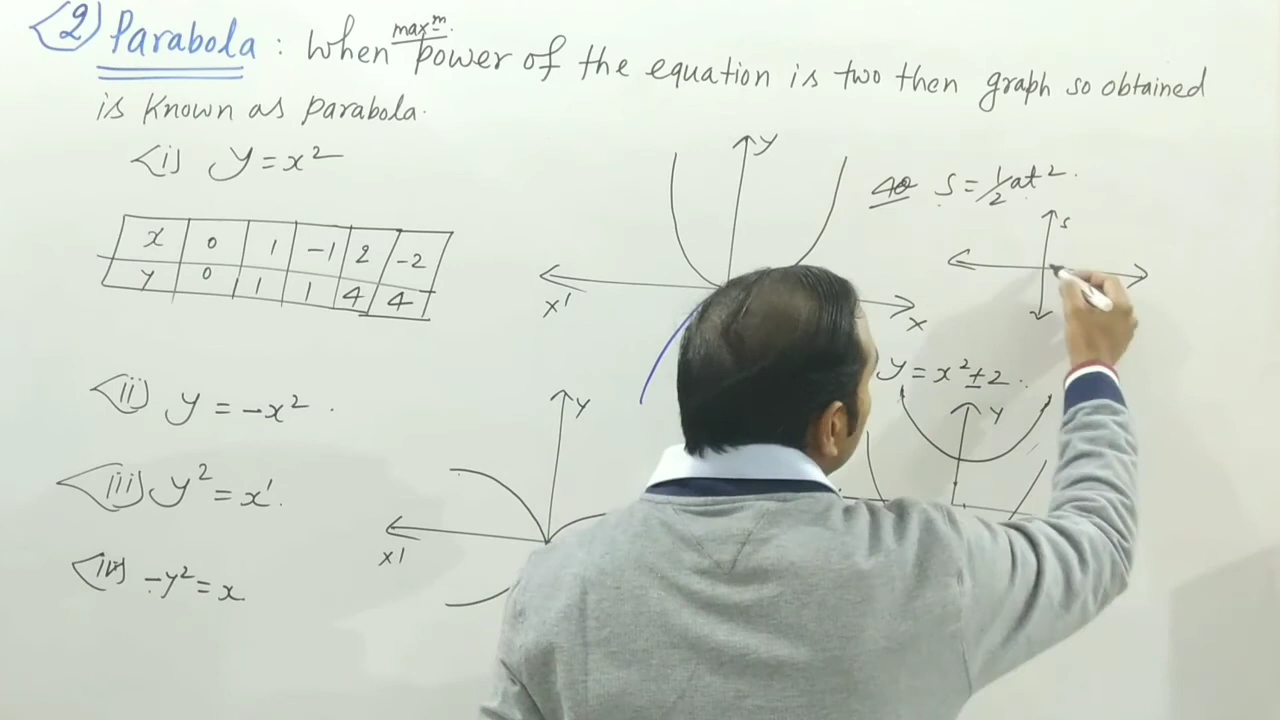 (2) Parabola : When maxᵐ power of the equation is two then graph so obtained
is known as parabola.
(i) y = x²
x 0 1 -1 2 -2
y 0 1 1 4 4
(ii) y = -x² .
(iii) y² = x'.
(iv) -y² = x
y
x'
x
S = ½at² .
s
y = x² ± 2 .
y
y
x'